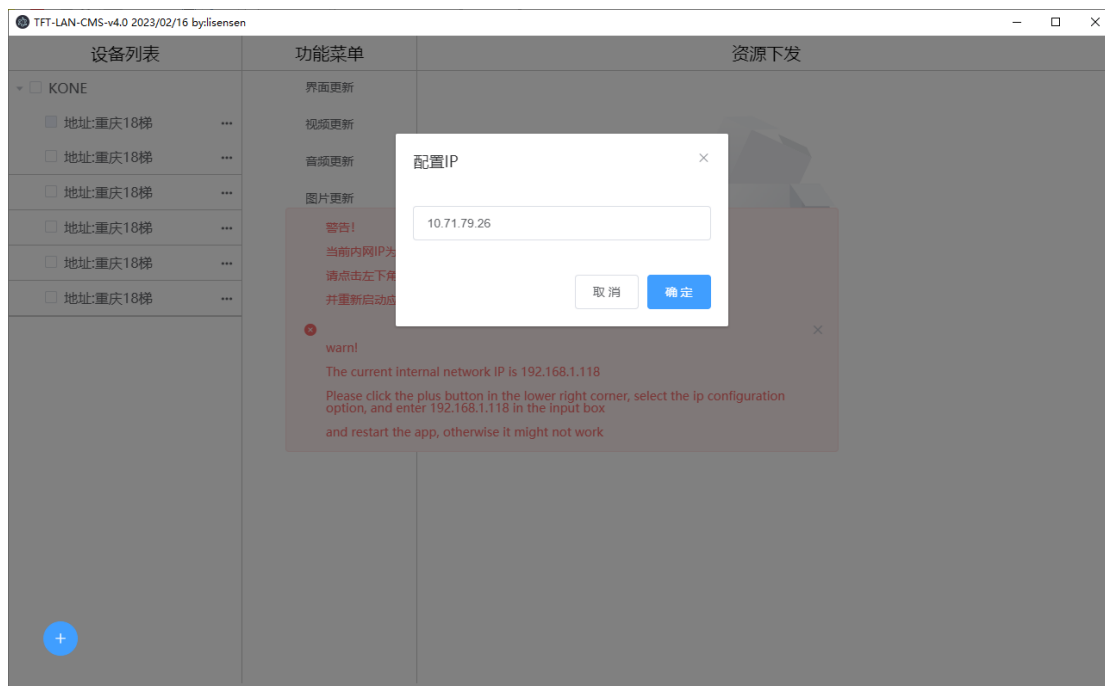 TFT-LAN-CMS-v4.0 2023/02/16 by:lisensen
设备列表
功能菜单
资源下发
KONE
界面更新
地址:重庆18梯
视频更新
地址:重庆18梯
音频更新
地址:重庆18梯
图片更新
地址:重庆18梯
地址:重庆18梯
地址:重庆18梯
配置IP
10.71.79.26
取消
确定
警告!
当前内网IP为
请点击左下角
并重新启动应
warn!
The current internal network IP is 192.168.1.118
Please click the plus button in the lower right corner, select the ip configuration
option, and enter 192.168.1.118 in the input box
and restart the app, otherwise it might not work